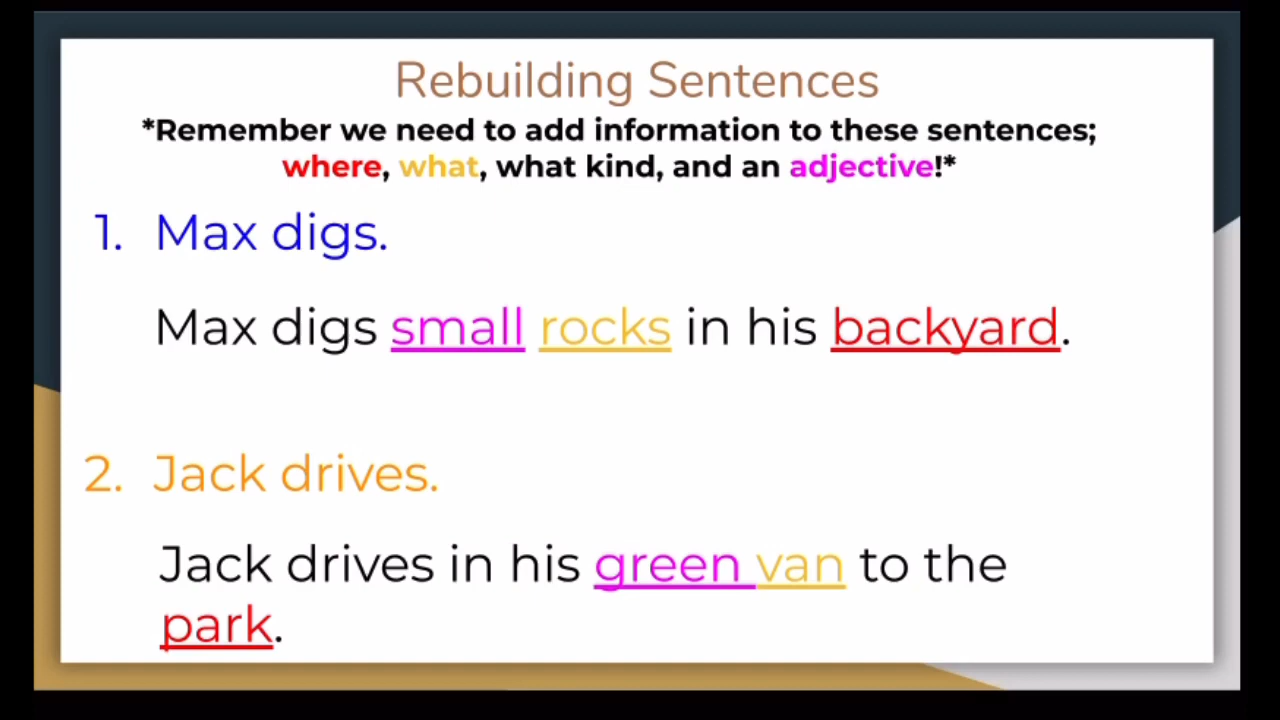 Rebuilding Sentences
*Remember we need to add information to these sentences;
where, what, what kind, and an adjective!*
1. Max digs.
Max digs small rocks in his backyard.
2. Jack drives.
Jack drives in his green van to the
park.